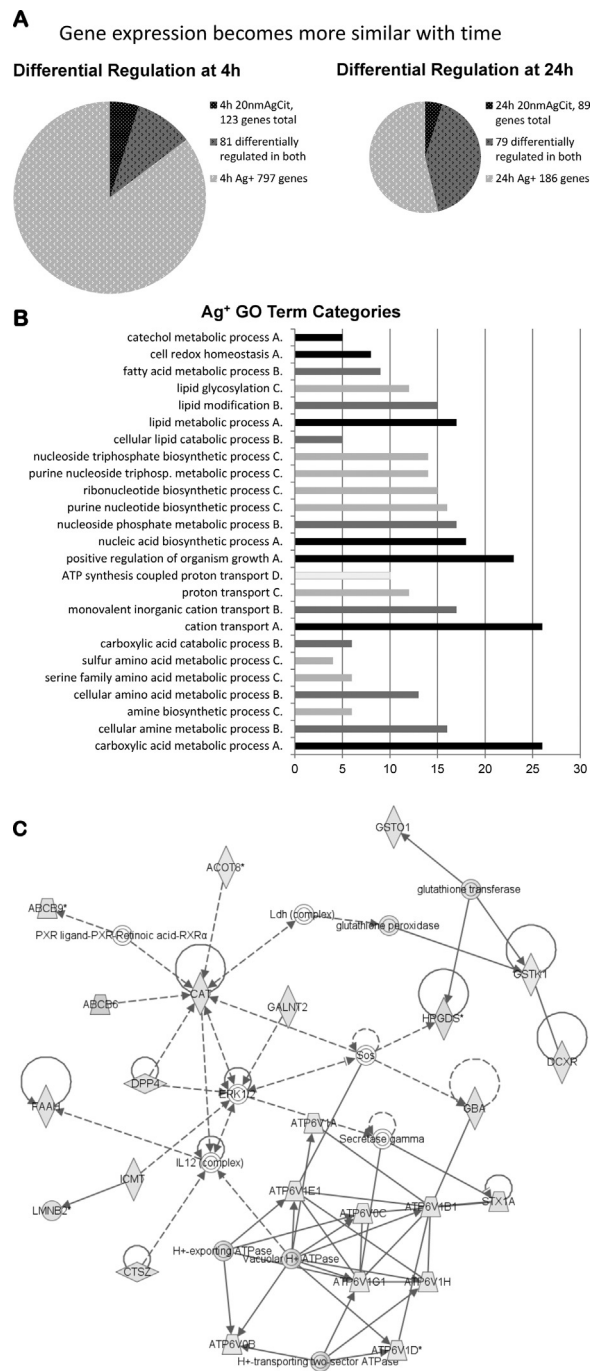 A
Gene expression becomes more similar with time
Differential Regulation at 4h
4h 20nmAgCit,
123 genes total
81 differentially
regulated in both
4h Ag+ 797 genes
Differential Regulation at 24h
24h 20nmAgCit, 89
genes total
79 differentially
regulated in both
24h Ag+ 186 genes
B
Ag⁺ GO Term Categories
catechol metabolic process A.
cell redox homeostasis A.
fatty acid metabolic process B.
lipid glycosylation C.
lipid modification B.
lipid metabolic process A.
cellular lipid catabolic process B.
nucleoside triphosphate biosynthetic process C.
purine nucleoside triphosp. metabolic process C.
ribonucleotide biosynthetic process C.
purine nucleotide biosynthetic process C.
nucleoside phosphate metabolic process B.
nucleic acid biosynthetic process A.
positive regulation of organism growth A.
ATP synthesis coupled proton transport D.
proton transport C.
monovalent inorganic cation transport B.
cation transport A.
carboxylic acid catabolic process B.
sulfur amino acid metabolic process C.
serine family amino acid metabolic process C.
cellular amino acid metabolic process B.
amine biosynthetic process C.
cellular amine metabolic process B.
carboxylic acid metabolic process A.
0 5 10 15 20 25 30
C
GSTO1
ACOT8*
glutathione transferase
ABCB9*
Ldh (complex)
glutathione peroxidase
PXR ligand-PXR-Retinoic acid-RXRα
GSTK1
CAT
ABCB6
GALNT2
HPGDS*
DCXR
Sos
DPP4
ERK1/2
GBA
FAAH
ATP6V1A
Secretase gamma
IL12 (complex)
ICMT
ATP6V1E1
STX1A
LMNB2*
ATP6V0C
ATP6V1B1
H+-exporting ATPase
Vacuolar H+ ATPase
CTSZ
ATP6V1G1
ATP6V1H
ATP6V0B
ATP6V1D*
H+-transporting two-sector ATPase